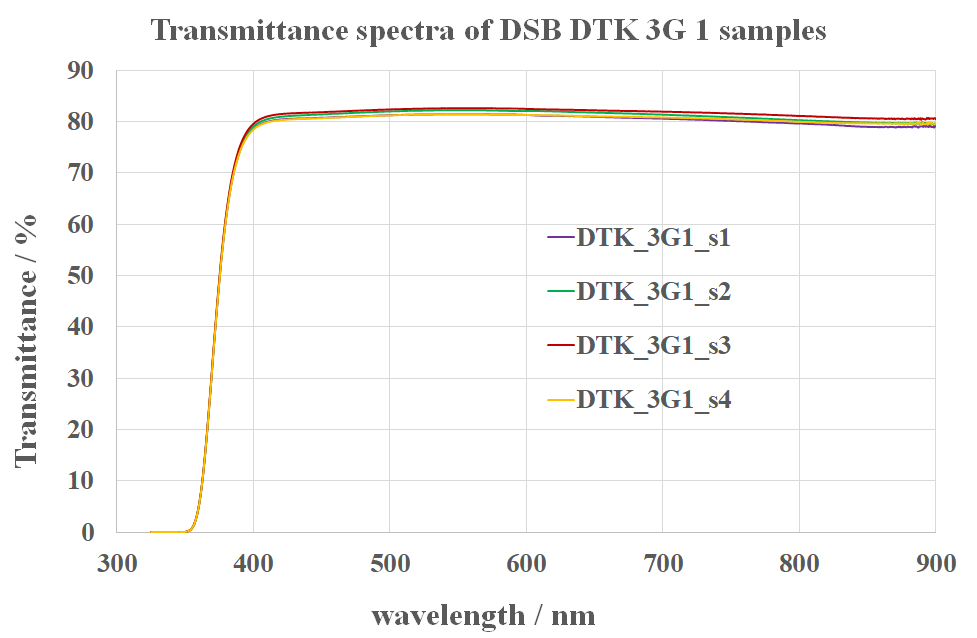 Transmittance spectra of DSB DTK 3G 1 samples
90
80
70
60
50
40
30
20
10
0
Transmittance / %
DTK_3G1_s1
DTK_3G1_s2
DTK_3G1_s3
DTK_3G1_s4
300 400 500 600 700 800 900
wavelength / nm